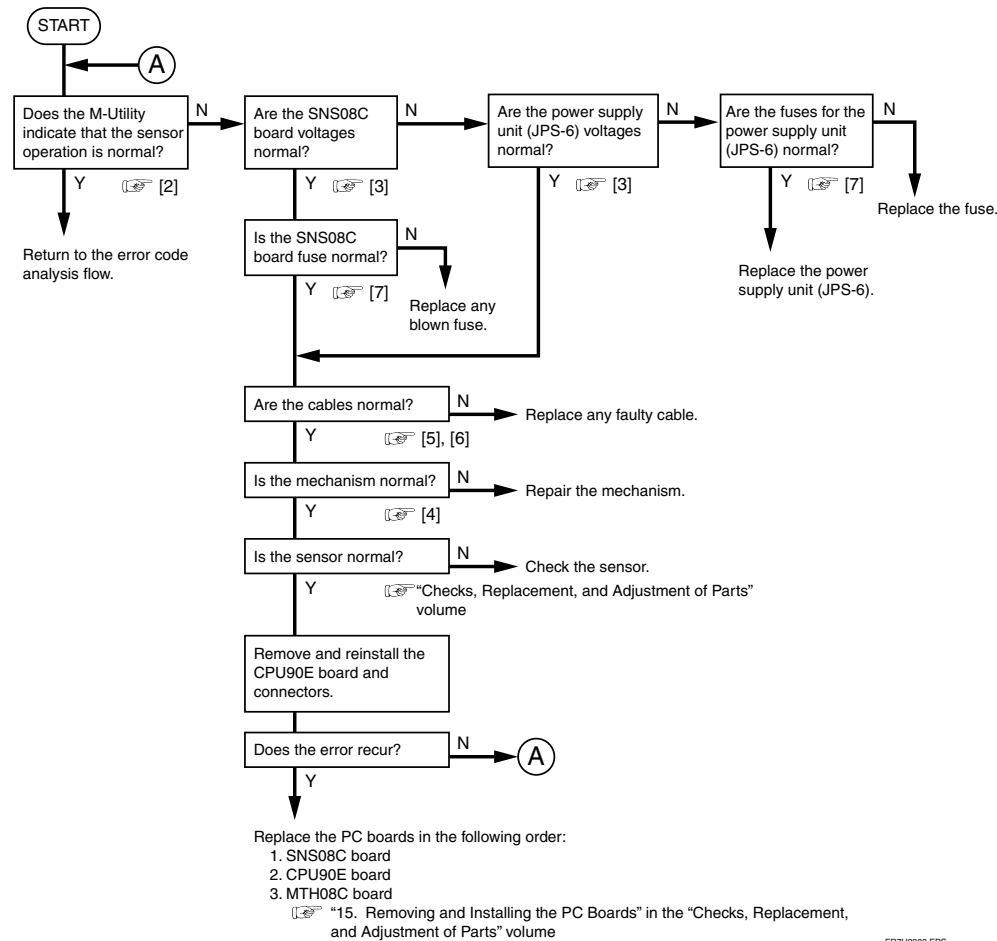 START
A
Does the M-Utility
indicate that the sensor
operation is normal?
N
Y
[2]
Return to the error code
analysis flow.
Are the SNS08C
board voltages
normal?
N
Y
[3]
Are the power supply
unit (JPS-6) voltages
normal?
N
Y
[3]
Are the fuses for the
power supply unit
(JPS-6) normal?
N
Y
[7]
Replace the fuse.
Replace the power
supply unit (JPS-6).
Is the SNS08C
board fuse normal?
N
Y
[7]
Replace any
blown fuse.
Are the cables normal?
N
Replace any faulty cable.
Y
[5], [6]
Is the mechanism normal?
N
Repair the mechanism.
Y
[4]
Is the sensor normal?
N
Check the sensor.
Y
"Checks, Replacement, and Adjustment of Parts"
volume
Remove and reinstall the
CPU90E board and
connectors.
Does the error recur?
N
A
Y
Replace the PC boards in the following order:
1. SNS08C board
2. CPU90E board
3. MTH08C board
"15. Removing and Installing the PC Boards" in the "Checks, Replacement,
and Adjustment of Parts" volume